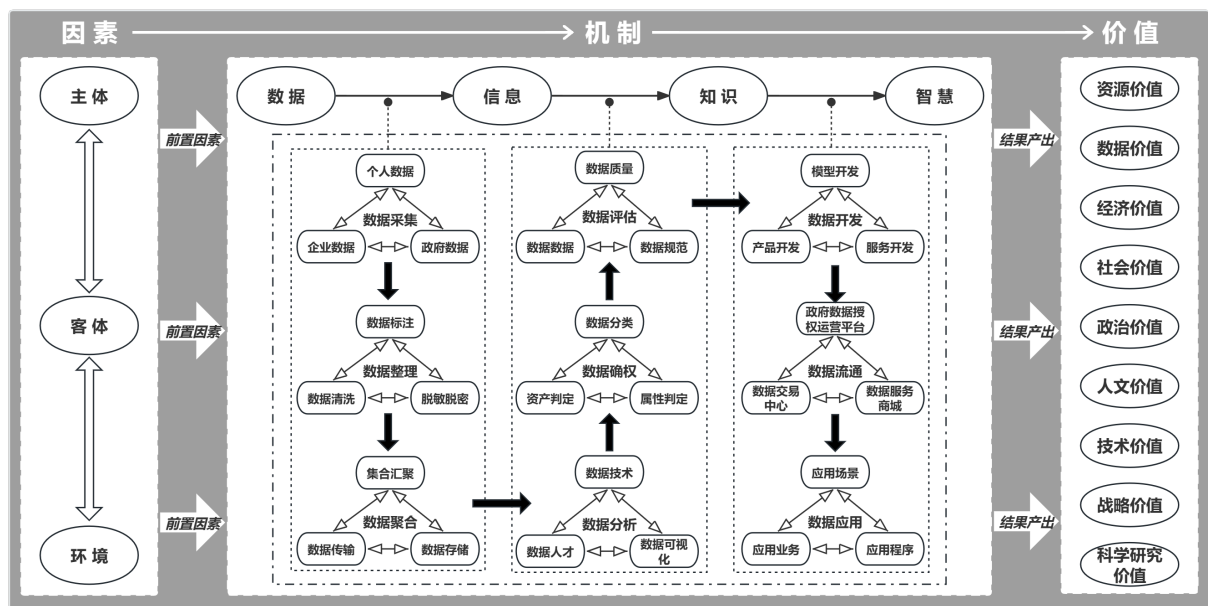 因素
机制
价值
主体
客体
环境
前置因素
前置因素
前置因素
数据
信息
知识
智慧
个人数据
数据采集
企业数据
政府数据
数据标注
数据整理
数据清洗
脱敏脱密
集合汇聚
数据聚合
数据传输
数据存储
数据质量
数据评估
数据数据
数据规范
数据分类
数据确权
资产判定
属性判定
数据技术
数据分析
数据人才
数据可视
化
模型开发
数据开发
产品开发
服务开发
政府数据授
权运营平台
数据流通
数据交易
中心
数据服务
商城
应用场景
数据应用
应用业务
应用程序
结果产出
结果产出
结果产出
资源价值
数据价值
经济价值
社会价值
政治价值
人文价值
技术价值
战略价值
科学研究
价值